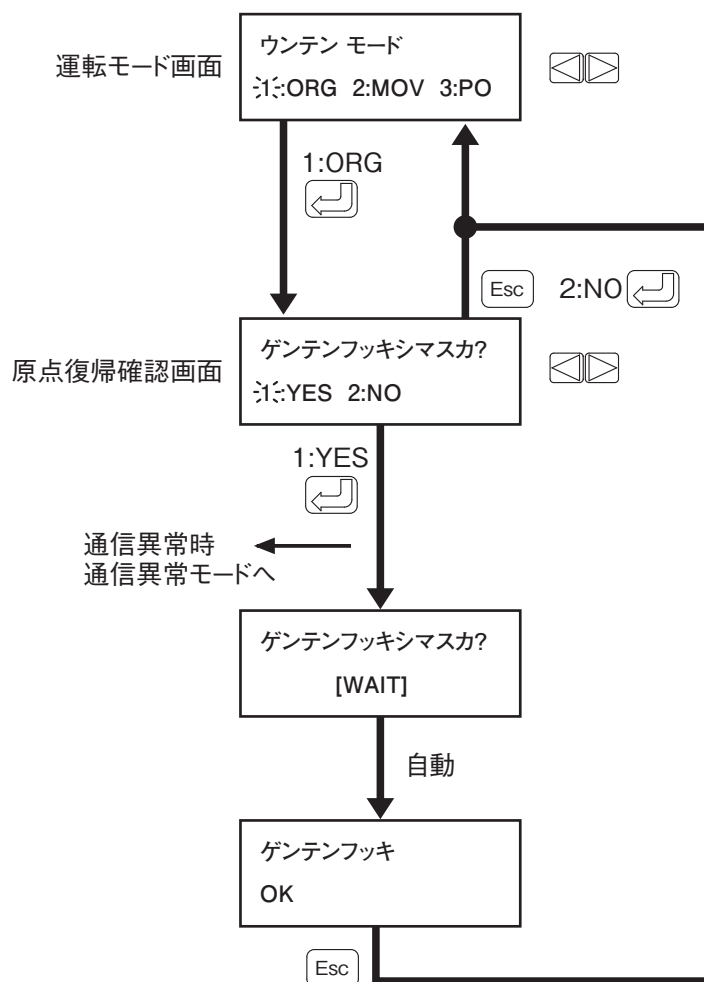 ウンテン モード
運転モード画面
1:ORG 2:MOV 3:PO
1:ORG
Esc 2:NO
ゲンテンフッキシマスカ?
原点復帰確認画面
1:YES 2:NO
1:YES
通信異常時
通信異常モードへ
ゲンテンフッキシマスカ?
[WAIT]
自動
ゲンテンフッキ
OK
Esc